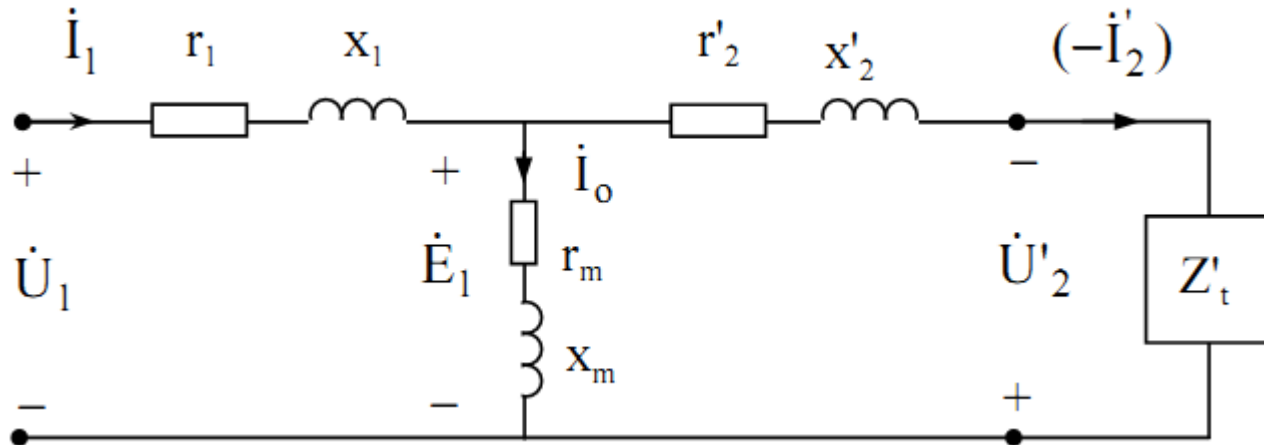 İ₁ r₁ x₁ r'₂ x'₂ (−İ'₂)
+ + İₒ −
U̇₁ Ė₁ rₘ U̇'₂ Z'ₜ
xₘ
− − +